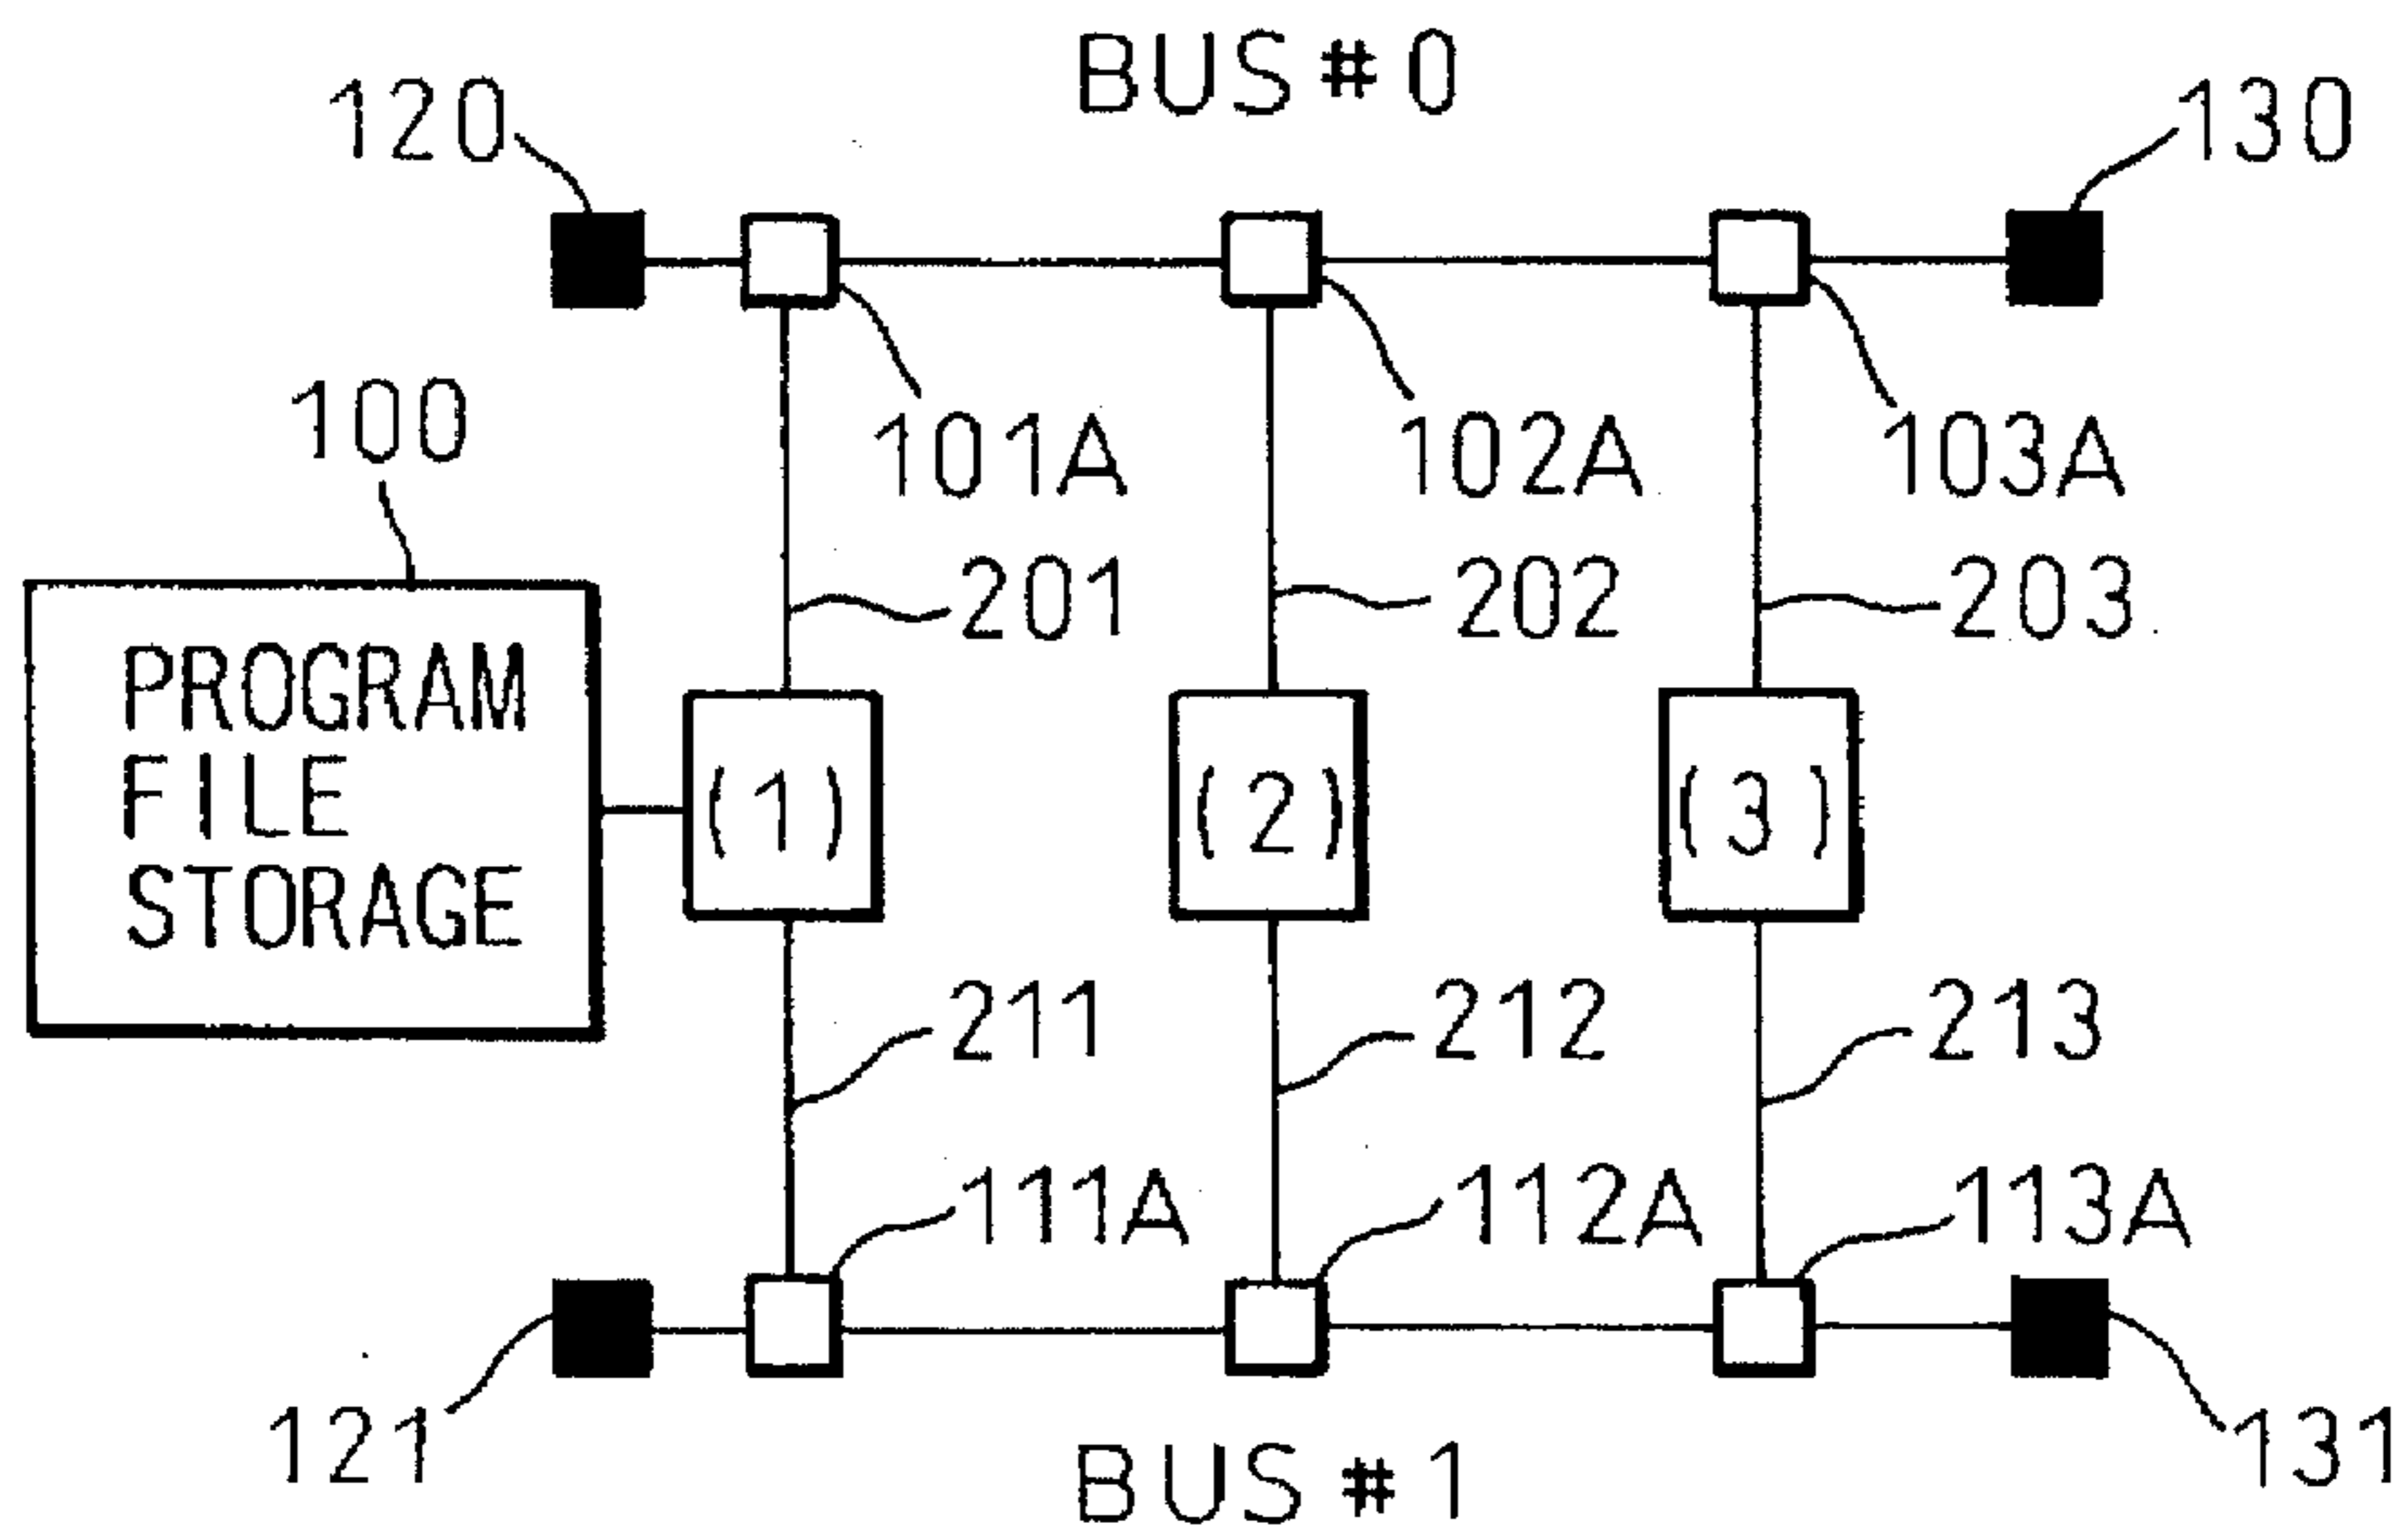 BUS #0
120
130
100
101A
102A
103A
201
202
203
PROGRAM
FILE
STORAGE
(1)
(2)
(3)
211
212
213
111A
112A
113A
121
131
BUS #1